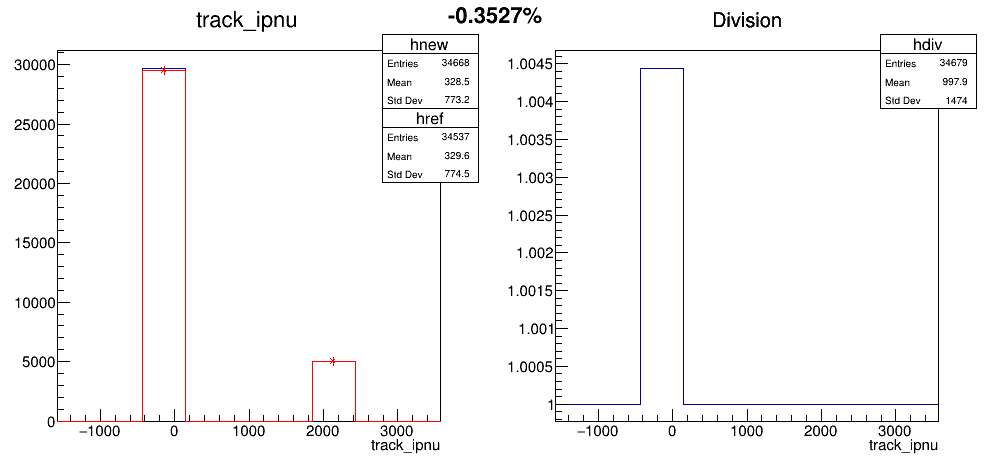 -0.3527%
track_ipnu
hnew
Entries 34668
Mean 328.5
Std Dev 773.2
href
Entries 34537
Mean 329.6
Std Dev 774.5
30000
25000
20000
15000
10000
5000
0
−1000 0 1000 2000 3000
track_ipnu
Division
hdiv
Entries 34679
Mean 997.9
Std Dev 1474
1.0045
1.004
1.0035
1.003
1.0025
1.002
1.0015
1.001
1.0005
1
−1000 0 1000 2000 3000
track_ipnu